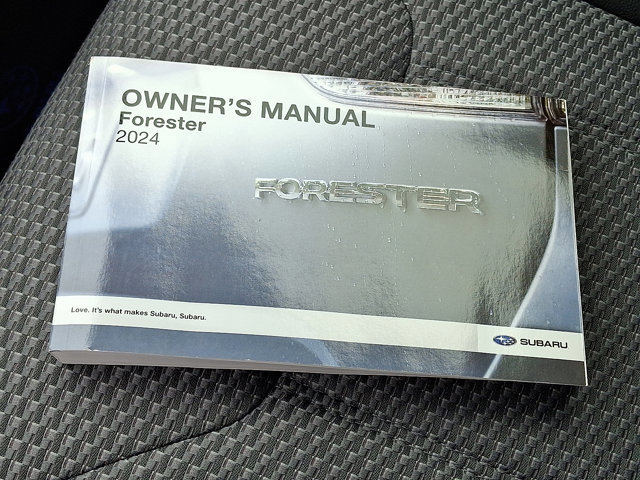 OWNER'S MANUAL
Forester
2024
FORESTER
Love. It's what makes Subaru, Subaru.
SUBARU